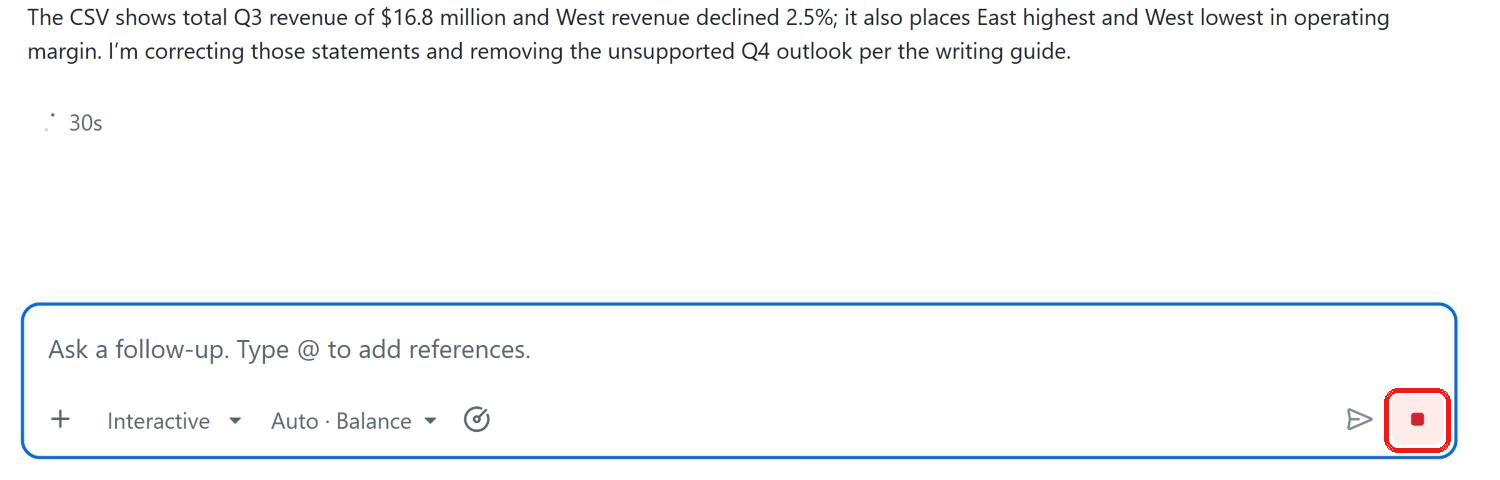 The CSV shows total Q3 revenue of $16.8 million and West revenue declined 2.5%; it also places East highest and West lowest in operating
margin. I’m correcting those statements and removing the unsupported Q4 outlook per the writing guide.
30s
Ask a follow-up. Type @ to add references.
Interactive Auto · Balance